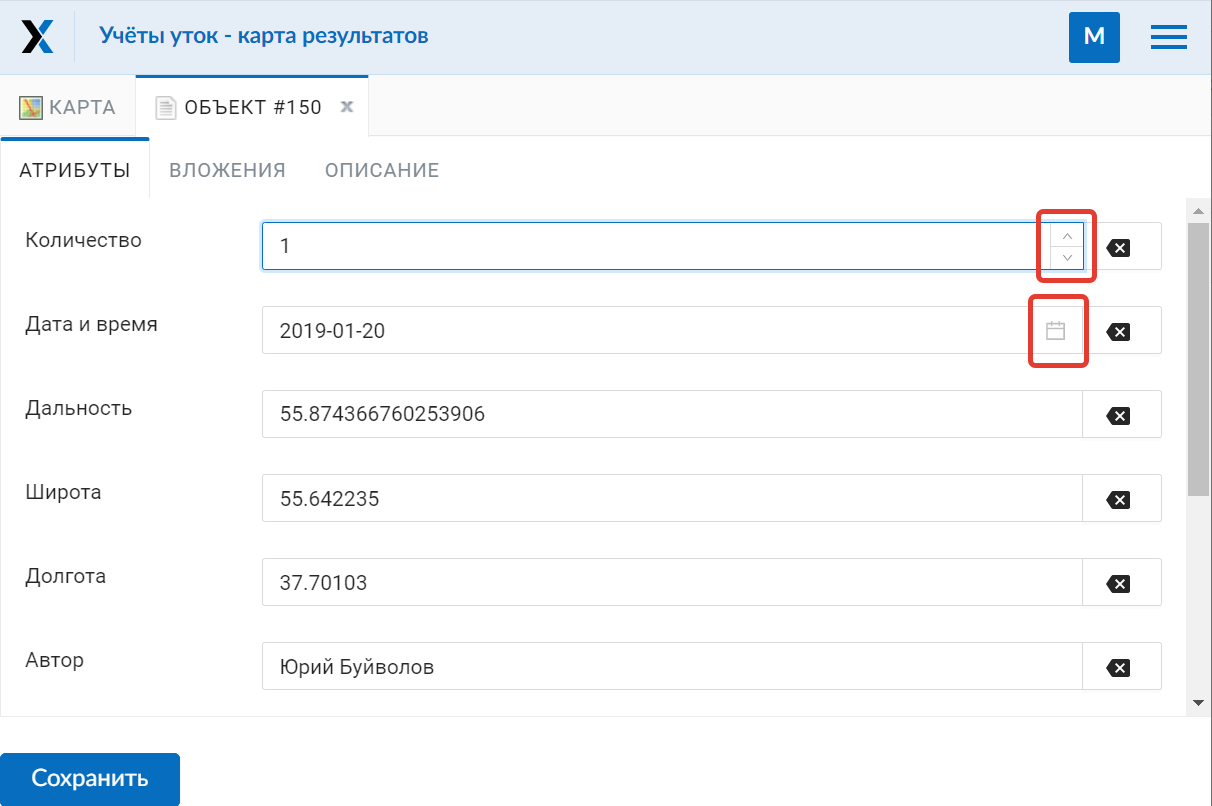 Учёты уток - карта результатов
М
КАРТА
ОБЪЕКТ #150
АТРИБУТЫ
ВЛОЖЕНИЯ
ОПИСАНИЕ
Количество
1
Дата и время
2019-01-20
Дальность
55.874366760253906
Широта
55.642235
Долгота
37.70103
Автор
Юрий Буйволов
Сохранить